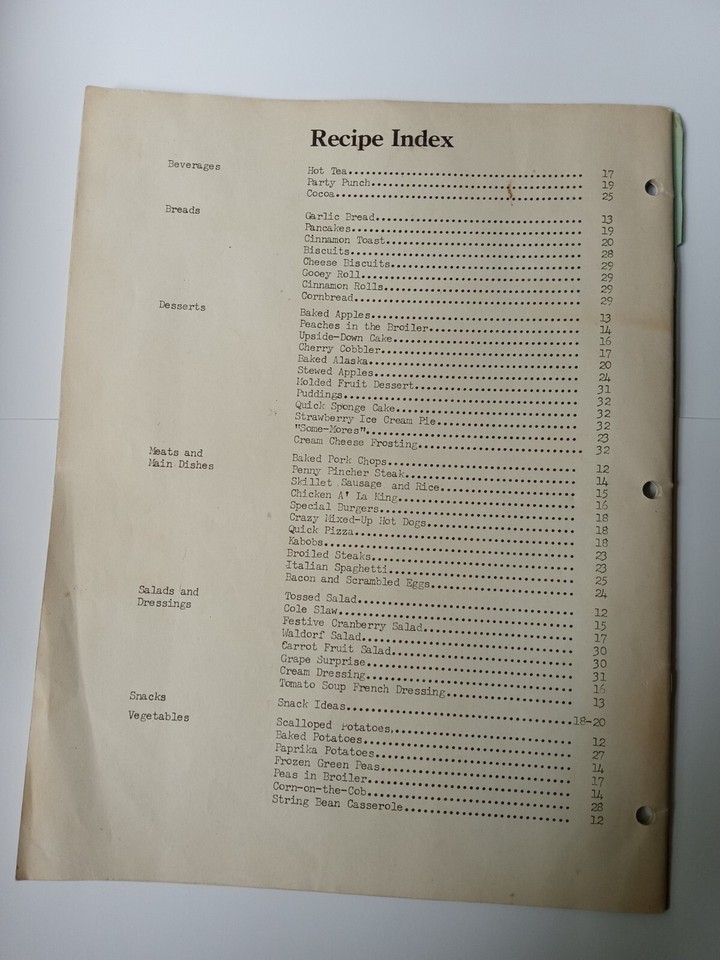 Recipe Index
Beverages Hot Tea........................................ 17
Party Punch.................................... 19
Cocoa.......................................... 25
Breads Garlic Bread................................... 13
Pancakes....................................... 19
Cinnamon Toast................................. 20
Biscuits....................................... 28
Cheese Biscuits................................ 29
Gooey Roll..................................... 29
Cinnamon Rolls................................. 29
Cornbread...................................... 29
Desserts Baked Apples................................... 13
Peaches in the Broiler......................... 14
Upside-Down Cake............................... 16
Cherry Cobbler................................. 17
Baked Alaska................................... 20
Stewed Apples.................................. 24
Molded Fruit Dessert........................... 31
Puddings....................................... 32
Quick Sponge Cake.............................. 32
Strawberry Ice Cream Pie....................... 32
"Some-Mores"................................... 23
Cream Cheese Frosting.......................... 32
Meats and Baked Pork Chops............................... 12
Main Dishes Penny Pincher Steak............................ 14
Skillet Sausage and Rice....................... 15
Chicken A' La King............................. 16
Special Burgers................................ 18
Crazy Mixed-Up Hot Dogs........................ 18
Quick Pizza.................................... 18
Kabobs......................................... 23
Broiled Steaks................................. 23
Italian Spaghetti.............................. 25
Bacon and Scrambled Eggs....................... 24
Salads and Tossed Salad................................... 12
Dressings Cole Slaw...................................... 15
Festive Cranberry Salad........................ 17
Waldorf Salad.................................. 30
Carrot Fruit Salad............................. 30
Grape Surprise................................. 31
Cream Dressing................................. 16
Tomato Soup French Dressing.................... 13
Snacks Snack Ideas....................................18-20
Vegetables Scalloped Potatoes............................. 12
Baked Potatoes................................. 27
Paprika Potatoes............................... 14
Frozen Green Peas.............................. 17
Peas in Broiler................................ 14
Corn-on-the-Cob................................ 28
String Bean Casserole.......................... 12